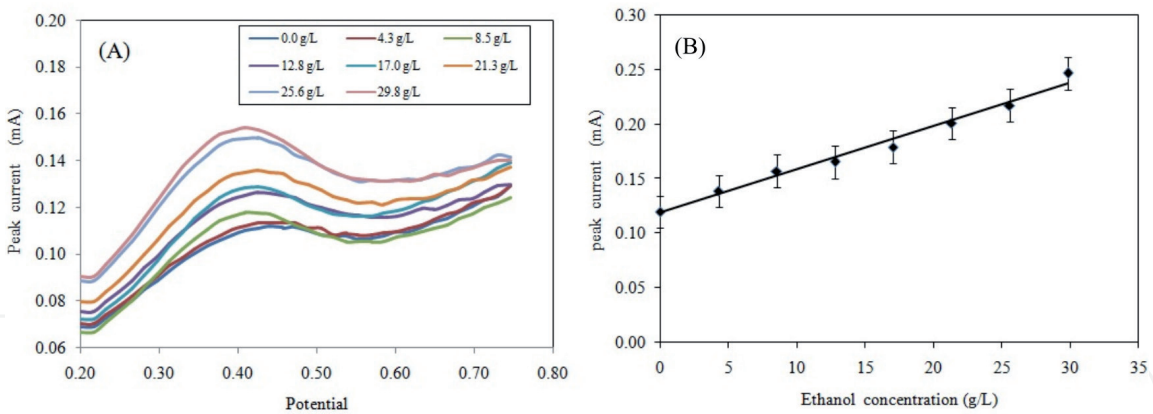 (A)
0.0 g/L 4.3 g/L 8.5 g/L
12.8 g/L 17.0 g/L 21.3 g/L
25.6 g/L 29.8 g/L
Peak current (mA)
0.20
0.18
0.16
0.14
0.12
0.10
0.08
0.06
0.20 0.30 0.40 0.50 0.60 0.70 0.80
Potential
(B)
peak current (mA)
0.30
0.25
0.20
0.15
0.10
0.05
0.00
0 5 10 15 20 25 30 35
Ethanol concentration (g/L)